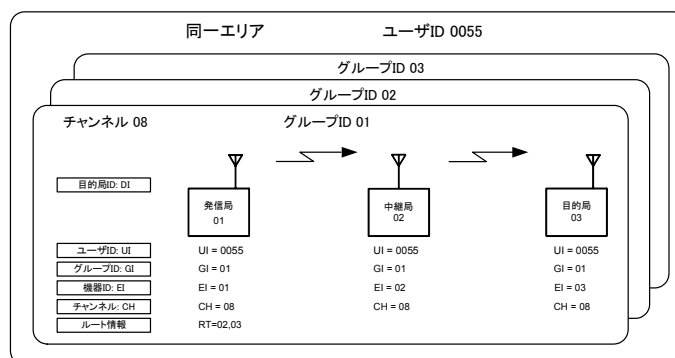 同一エリア ユーザID 0055
グループID 03
グループID 02
チャンネル 08 グループID 01
目的局ID: DI
発信局 中継局 目的局
01 02 03
ユーザID: UI UI = 0055 UI = 0055 UI = 0055
グループID: GI GI = 01 GI = 01 GI = 01
機器ID: EI EI = 01 EI = 02 EI = 03
チャンネル: CH CH = 08 CH = 08 CH = 08
ルート情報 RT=02,03